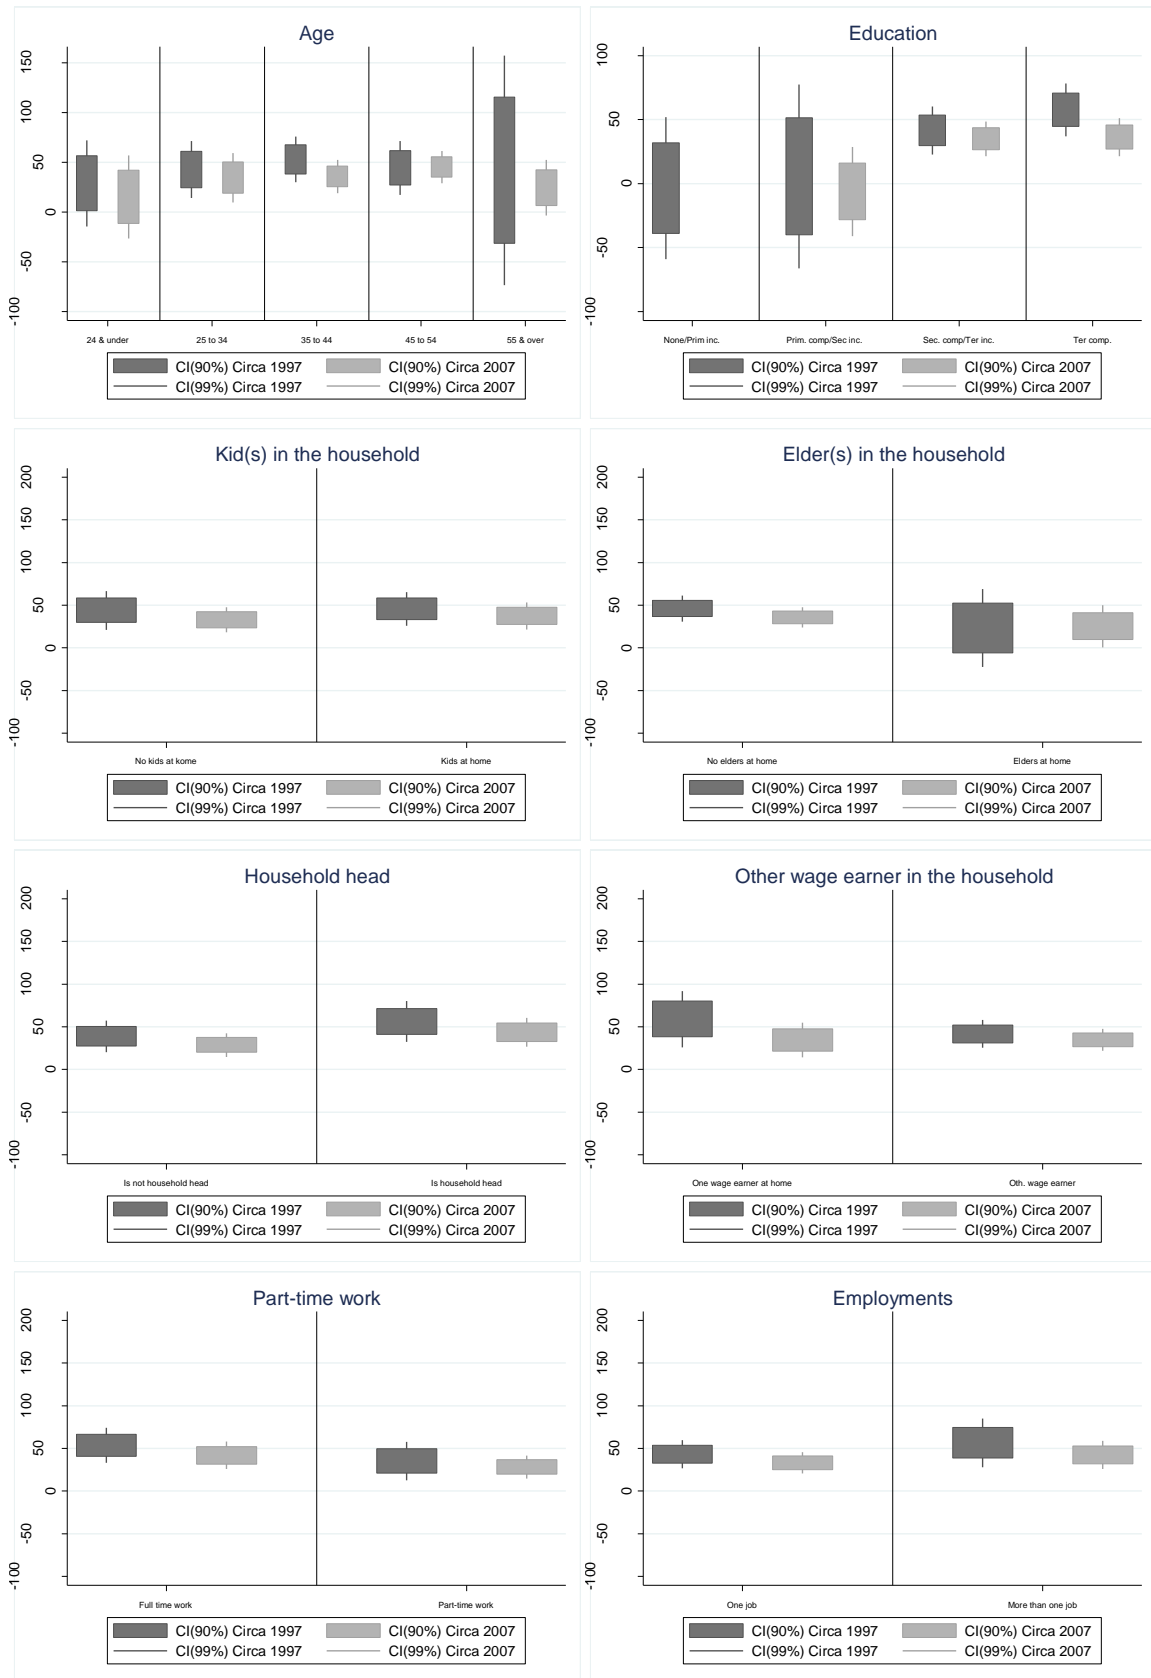 Age
150
100
50
0
-50
-100
24 & under
25 to 34
35 to 44
45 to 54
55 & over
CI(90%) Circa 1997
CI(90%) Circa 2007
CI(99%) Circa 1997
CI(99%) Circa 2007
Education
100
50
0
-50
-100
None/Prim inc.
Prim. comp/Sec inc.
Sec. comp/Ter inc.
Ter comp.
CI(90%) Circa 1997
CI(90%) Circa 2007
CI(99%) Circa 1997
CI(99%) Circa 2007
Kid(s) in the household
200
150
100
50
0
-50
-100
No kids at kome
Kids at home
CI(90%) Circa 1997
CI(90%) Circa 2007
CI(99%) Circa 1997
CI(99%) Circa 2007
Elder(s) in the household
200
150
100
50
0
-50
-100
No elders at home
Elders at home
CI(90%) Circa 1997
CI(90%) Circa 2007
CI(99%) Circa 1997
CI(99%) Circa 2007
Household head
200
150
100
50
0
-50
-100
Is not household head
Is household head
CI(90%) Circa 1997
CI(90%) Circa 2007
CI(99%) Circa 1997
CI(99%) Circa 2007
Other wage earner in the household
200
150
100
50
0
-50
-100
One wage earner at home
Oth. wage earner
CI(90%) Circa 1997
CI(90%) Circa 2007
CI(99%) Circa 1997
CI(99%) Circa 2007
Part-time work
200
150
100
50
0
-50
-100
Full time work
Part-time work
CI(90%) Circa 1997
CI(90%) Circa 2007
CI(99%) Circa 1997
CI(99%) Circa 2007
Employments
200
150
100
50
0
-50
-100
One job
More than one job
CI(90%) Circa 1997
CI(90%) Circa 2007
CI(99%) Circa 1997
CI(99%) Circa 2007